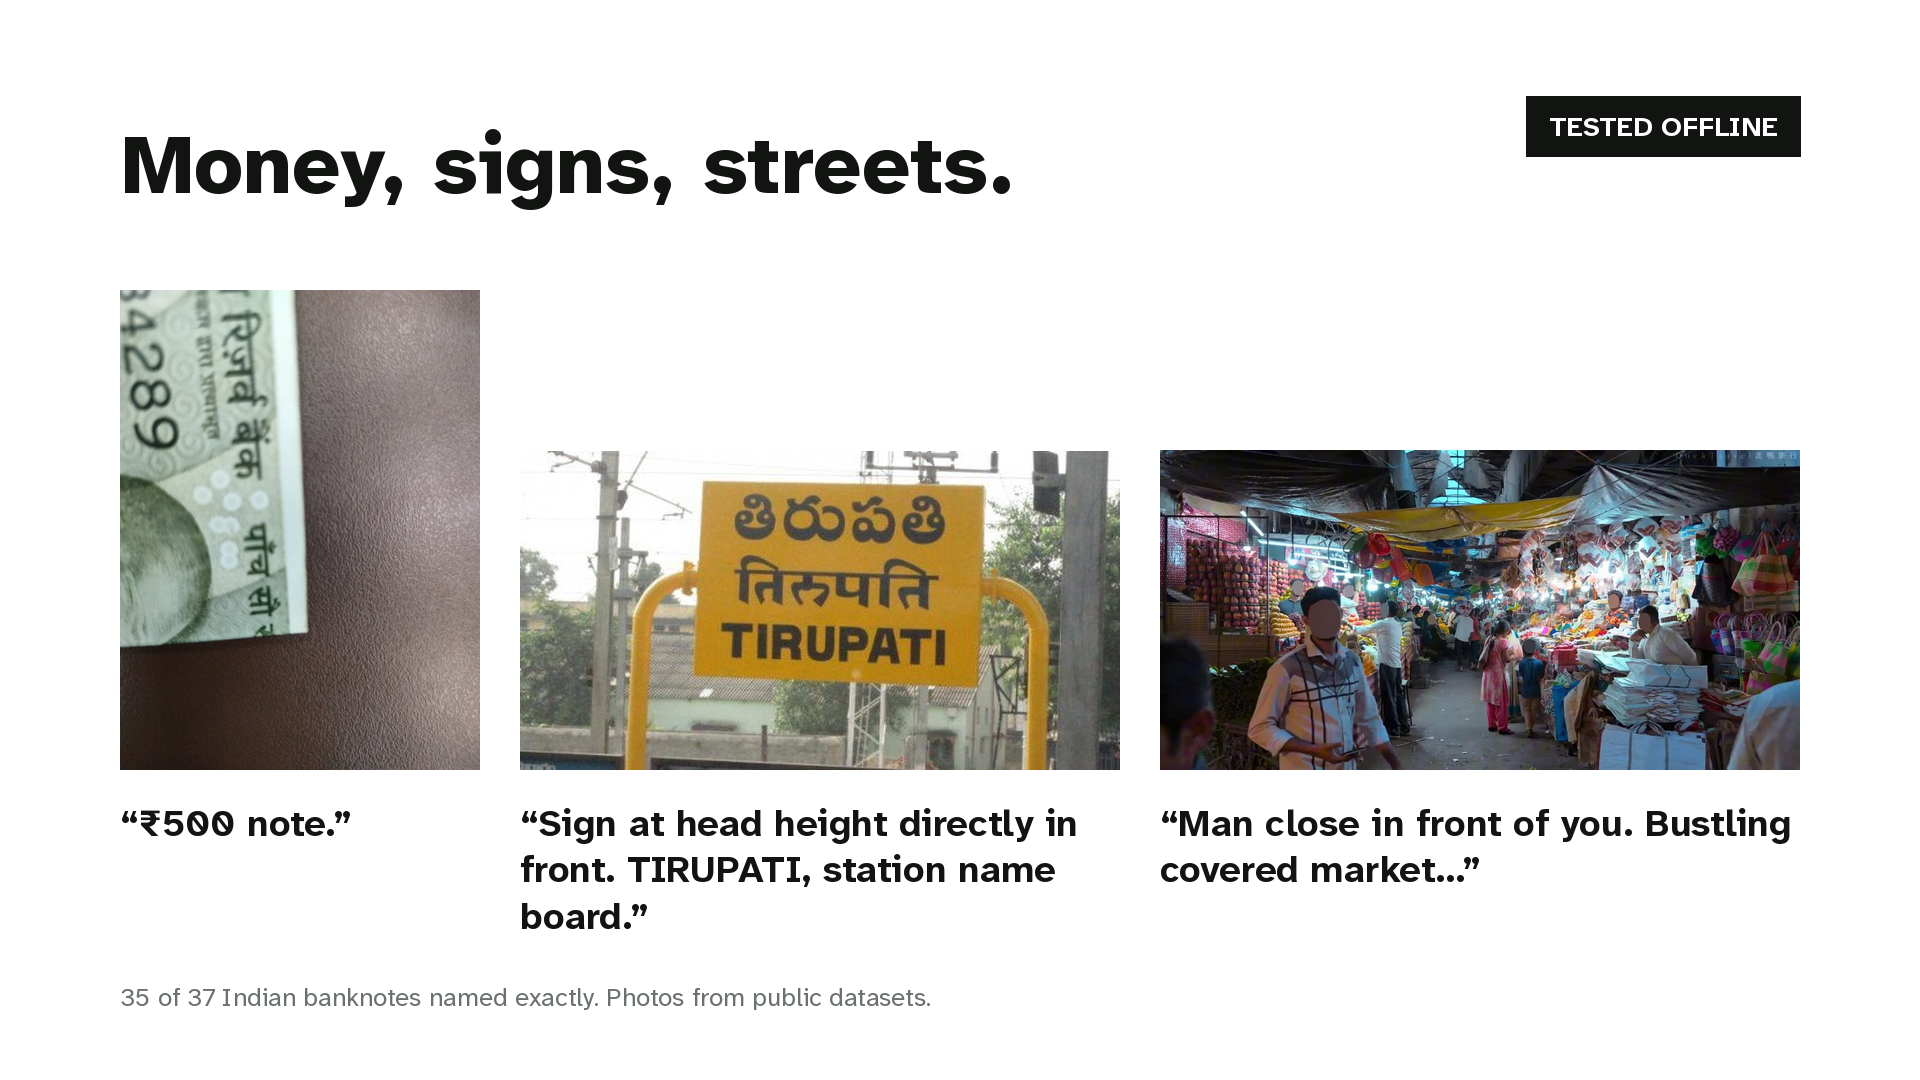 Money, signs, streets.
TESTED OFFLINE
34289
रिज़र्व बैंक
पाँच सौ
తిరుపతి
तिरुपति
TIRUPATI
“₹500 note.”
“Sign at head height directly in
front. TIRUPATI, station name
board.”
“Man close in front of you. Bustling
covered market...”
35 of 37 Indian banknotes named exactly. Photos from public datasets.